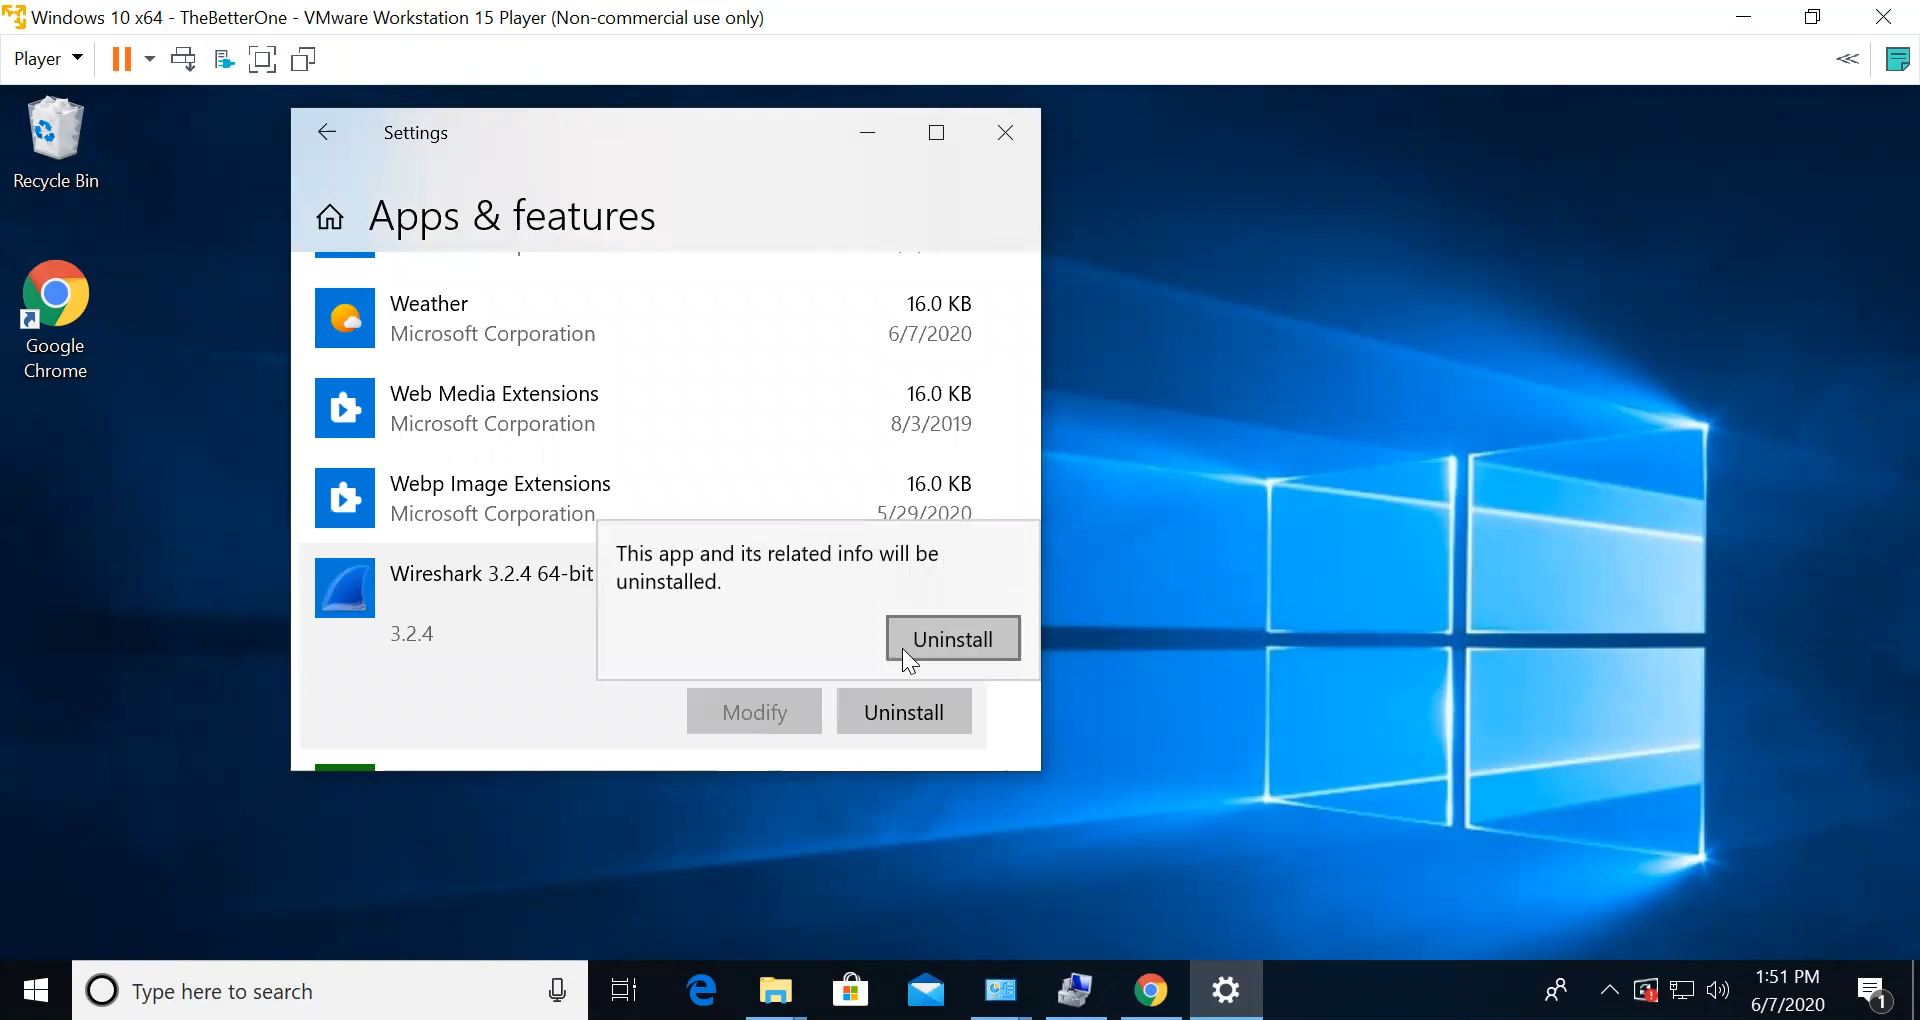 Windows 10 x64 - TheBetterOne - VMware Workstation 15 Player (Non-commercial use only)
Player
Recycle Bin
Google
Chrome
Settings
Apps & features
Weather
16.0 KB
Microsoft Corporation
6/7/2020
Web Media Extensions
16.0 KB
Microsoft Corporation
8/3/2019
Webp Image Extensions
16.0 KB
Microsoft Corporation
5/29/2020
Wireshark 3.2.4 64-bit
3.2.4
This app and its related info will be
uninstalled.
Uninstall
Modify
Uninstall
Type here to search
1:51 PM
6/7/2020
1